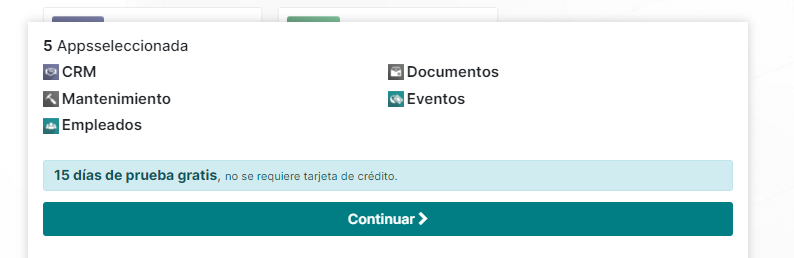 5 Appsseleccionada
CRM
Documentos
Mantenimiento
Eventos
Empleados
15 días de prueba gratis, no se requiere tarjeta de crédito.
Continuar